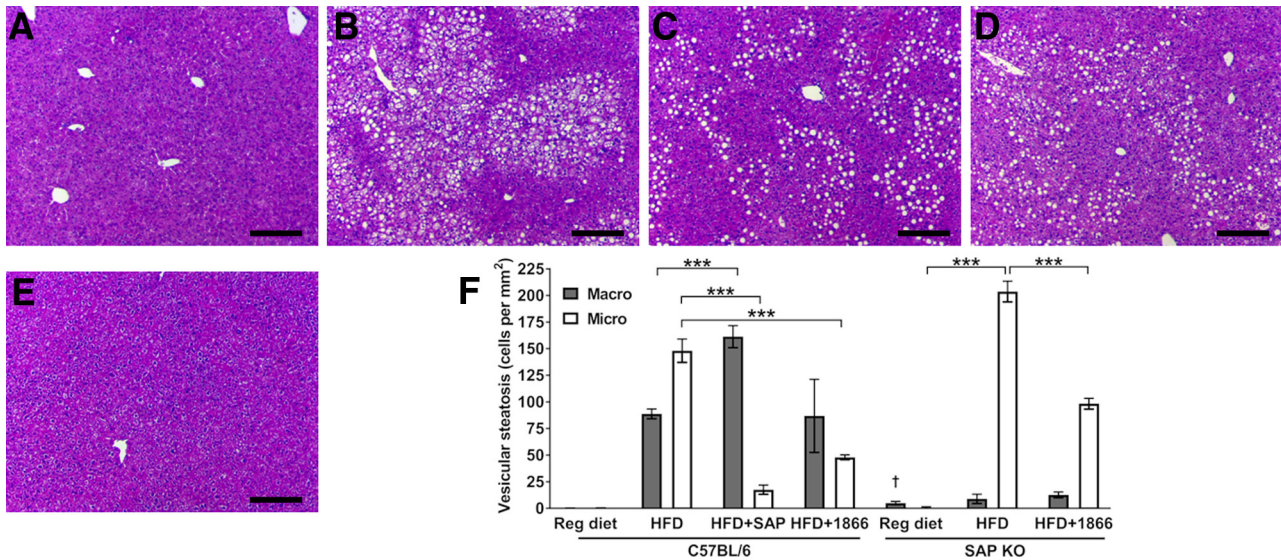 A
B
C
D
E
F
Vesicular steatosis (cells per mm²)
225
200
175
150
125
100
75
50
25
0
Macro
Micro
***
***
***
***
***
†
Reg diet
HFD
HFD+SAP
HFD+1866
Reg diet
HFD
HFD+1866
C57BL/6
SAP KO